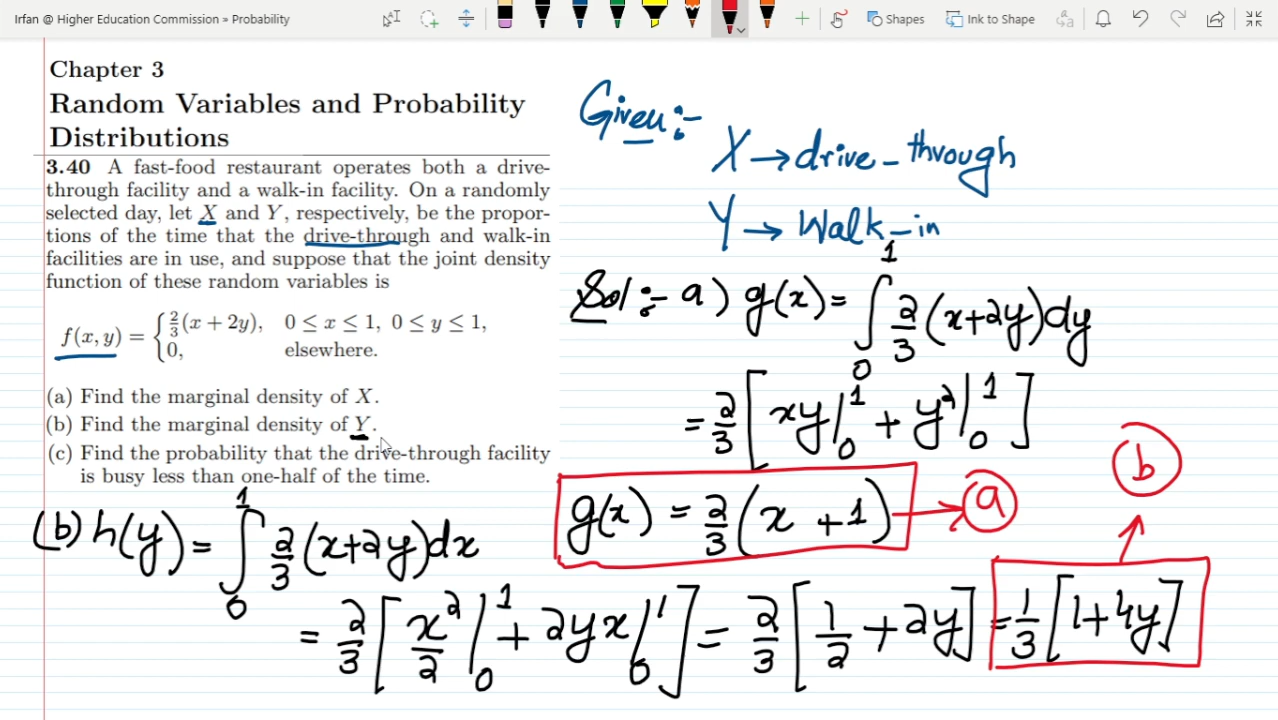 Irfan @ Higher Education Commission » Probability
Shapes
Ink to Shape
Chapter 3
Random Variables and Probability
Distributions
3.40 A fast-food restaurant operates both a drive-
through facility and a walk-in facility. On a randomly
selected day, let X and Y, respectively, be the propor-
tions of the time that the drive-through and walk-in
facilities are in use, and suppose that the joint density
function of these random variables is
f(x, y) = { 2/3(x + 2y), 0 ≤ x ≤ 1, 0 ≤ y ≤ 1,
0, elsewhere.
(a) Find the marginal density of X.
(b) Find the marginal density of Y.
(c) Find the probability that the drive-through facility
is busy less than one-half of the time.
Given:-
X → drive-through
Y → Walk-in
Sol:- a) g(x) = ∫₀¹ 2/3 (x+2y)dy
= 2/3 [xy|₀¹ + y²|₀¹]
g(x) = 2/3 (x + 1) → a
(b) h(y) = ∫₀¹ 2/3 (x+2y)dx
= 2/3 [x²/2|₀¹ + 2yx|₀¹] = 2/3 [1/2 + 2y] = 1/3 [1+4y]
b